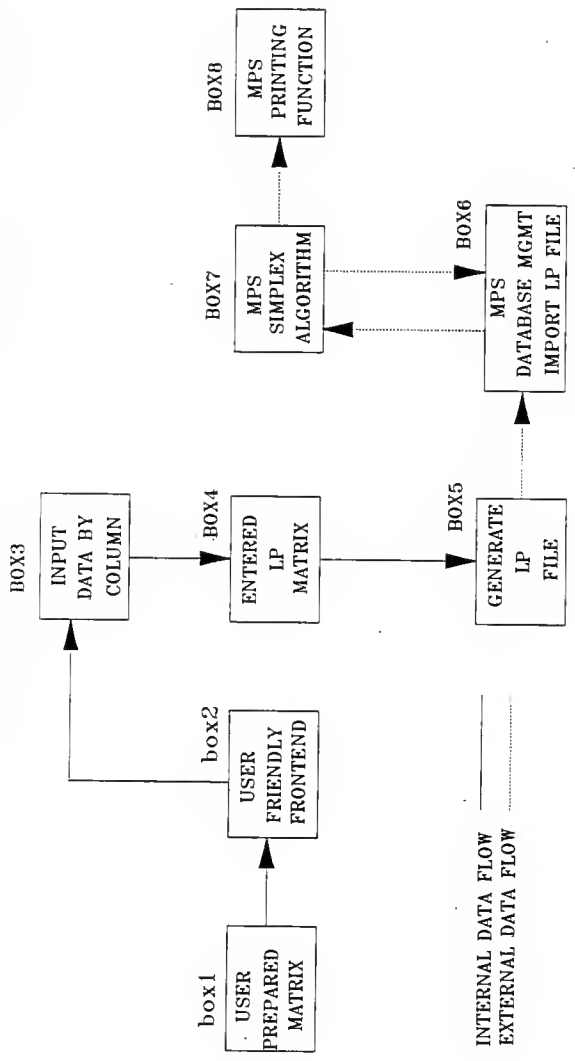 box1
USER
PREPARED
MATRIX
box2
USER
FRIENDLY
FRONTEND
BOX3
INPUT
DATA BY
COLUMN
BOX4
ENTERED
LP
MATRIX
BOX5
GENERATE
LP
FILE
BOX6
MPS
DATABASE MGMT
IMPORT LP FILE
BOX7
MPS
SIMPLEX
ALGORITHM
BOX8
MPS
PRINTING
FUNCTION
INTERNAL DATA FLOW
EXTERNAL DATA FLOW